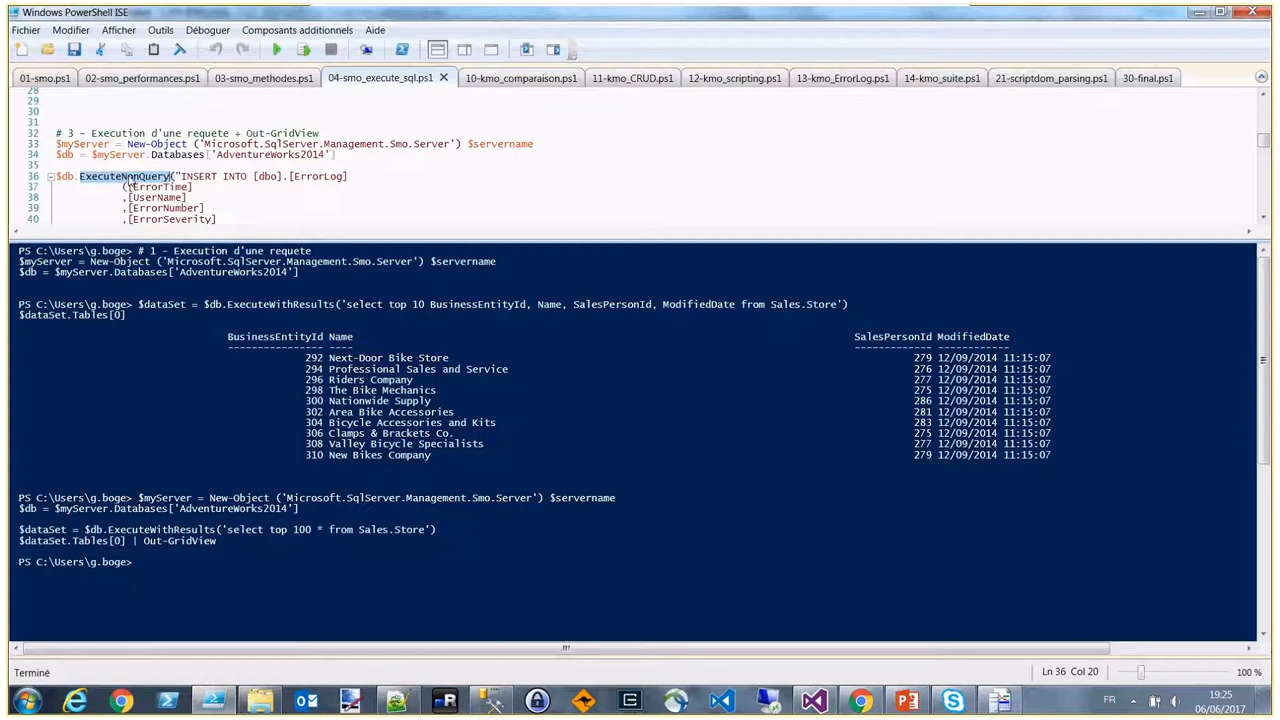 Windows PowerShell ISE
Fichier Modifier Afficher Outils Déboguer Composants additionnels Aide
01-smo.ps1 02-smo_performances.ps1 03-smo_methodes.ps1 04-smo_execute_sql.ps1 10-kmo_comparaison.ps1 11-kmo_CRUD.ps1 12-kmo_scripting.ps1 13-kmo_ErrorLog.ps1 14-kmo_suite.ps1 21-scriptdom_parsing.ps1 30-final.ps1
28
29
30
31
32 # 3 - Execution d'une requete + Out-GridView
33 $myServer = New-Object ('Microsoft.SqlServer.Management.Smo.Server') $servername
34 $db = $myServer.Databases['AdventureWorks2014']
35
36 $db.ExecuteNonQuery("INSERT INTO [dbo].[ErrorLog]
37 ([ErrorTime]
38 ,[UserName]
39 ,[ErrorNumber]
40 ,[ErrorSeverity]
PS C:\Users\g.boge> # 1 - Execution d'une requete
$myServer = New-Object ('Microsoft.SqlServer.Management.Smo.Server') $servername
$db = $myServer.Databases['AdventureWorks2014']
PS C:\Users\g.boge> $dataSet = $db.ExecuteWithResults('select top 10 BusinessEntityId, Name, SalesPersonId, ModifiedDate from Sales.Store')
$dataSet.Tables[0]
BusinessEntityId Name SalesPersonId ModifiedDate
---------------- ---- ------------- ------------
292 Next-Door Bike Store 279 12/09/2014 11:15:07
294 Professional Sales and Service 276 12/09/2014 11:15:07
296 Riders Company 277 12/09/2014 11:15:07
298 The Bike Mechanics 275 12/09/2014 11:15:07
300 Nationwide Supply 286 12/09/2014 11:15:07
302 Area Bike Accessories 281 12/09/2014 11:15:07
304 Bicycle Accessories and Kits 283 12/09/2014 11:15:07
306 Clamps & Brackets Co. 275 12/09/2014 11:15:07
308 Valley Bicycle Specialists 277 12/09/2014 11:15:07
310 New Bikes Company 279 12/09/2014 11:15:07
PS C:\Users\g.boge> $myServer = New-Object ('Microsoft.SqlServer.Management.Smo.Server') $servername
$db = $myServer.Databases['AdventureWorks2014']
$dataSet = $db.ExecuteWithResults('select top 100 * from Sales.Store')
$dataSet.Tables[0] | Out-GridView
PS C:\Users\g.boge>
Terminé Ln 36 Col 20 100 %
FR 19:25
06/06/2017